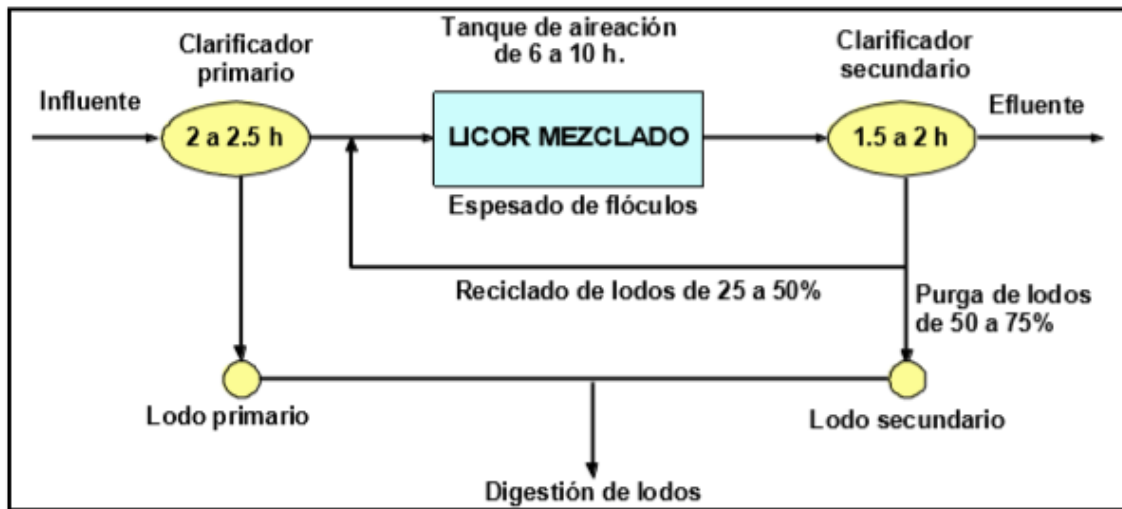 Clarificador
primario
Tanque de aireación
de 6 a 10 h.
Clarificador
secundario
Influente
2 a 2.5 h
LICOR MEZCLADO
1.5 a 2 h
Efluente
Espesado de flóculos
Reciclado de lodos de 25 a 50%
Purga de lodos
de 50 a 75%
Lodo primario
Lodo secundario
Digestión de lodos